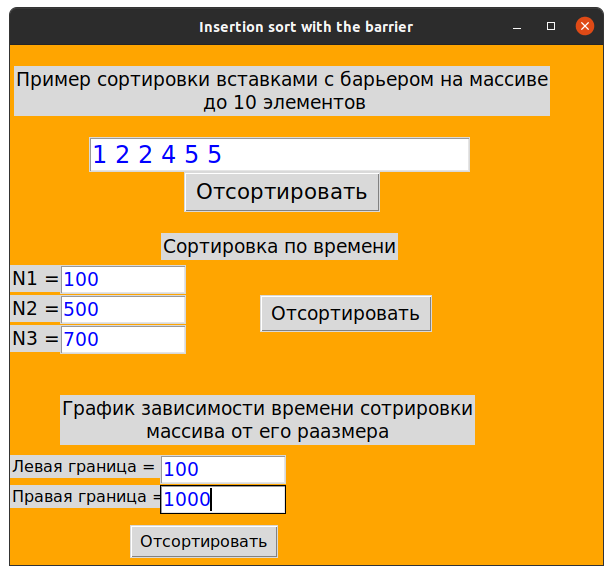 Insertion sort with the barrier
Пример сортировки вставками с барьером на массиве
до 10 элементов
1 2 2 4 5 5
Отсортировать
Сортировка по времени
N1 = 100
N2 = 500
Отсортировать
N3 = 700
График зависимости времени сотрировки
массива от его раазмера
Левая граница = 100
Правая граница = 1000
Отсортировать